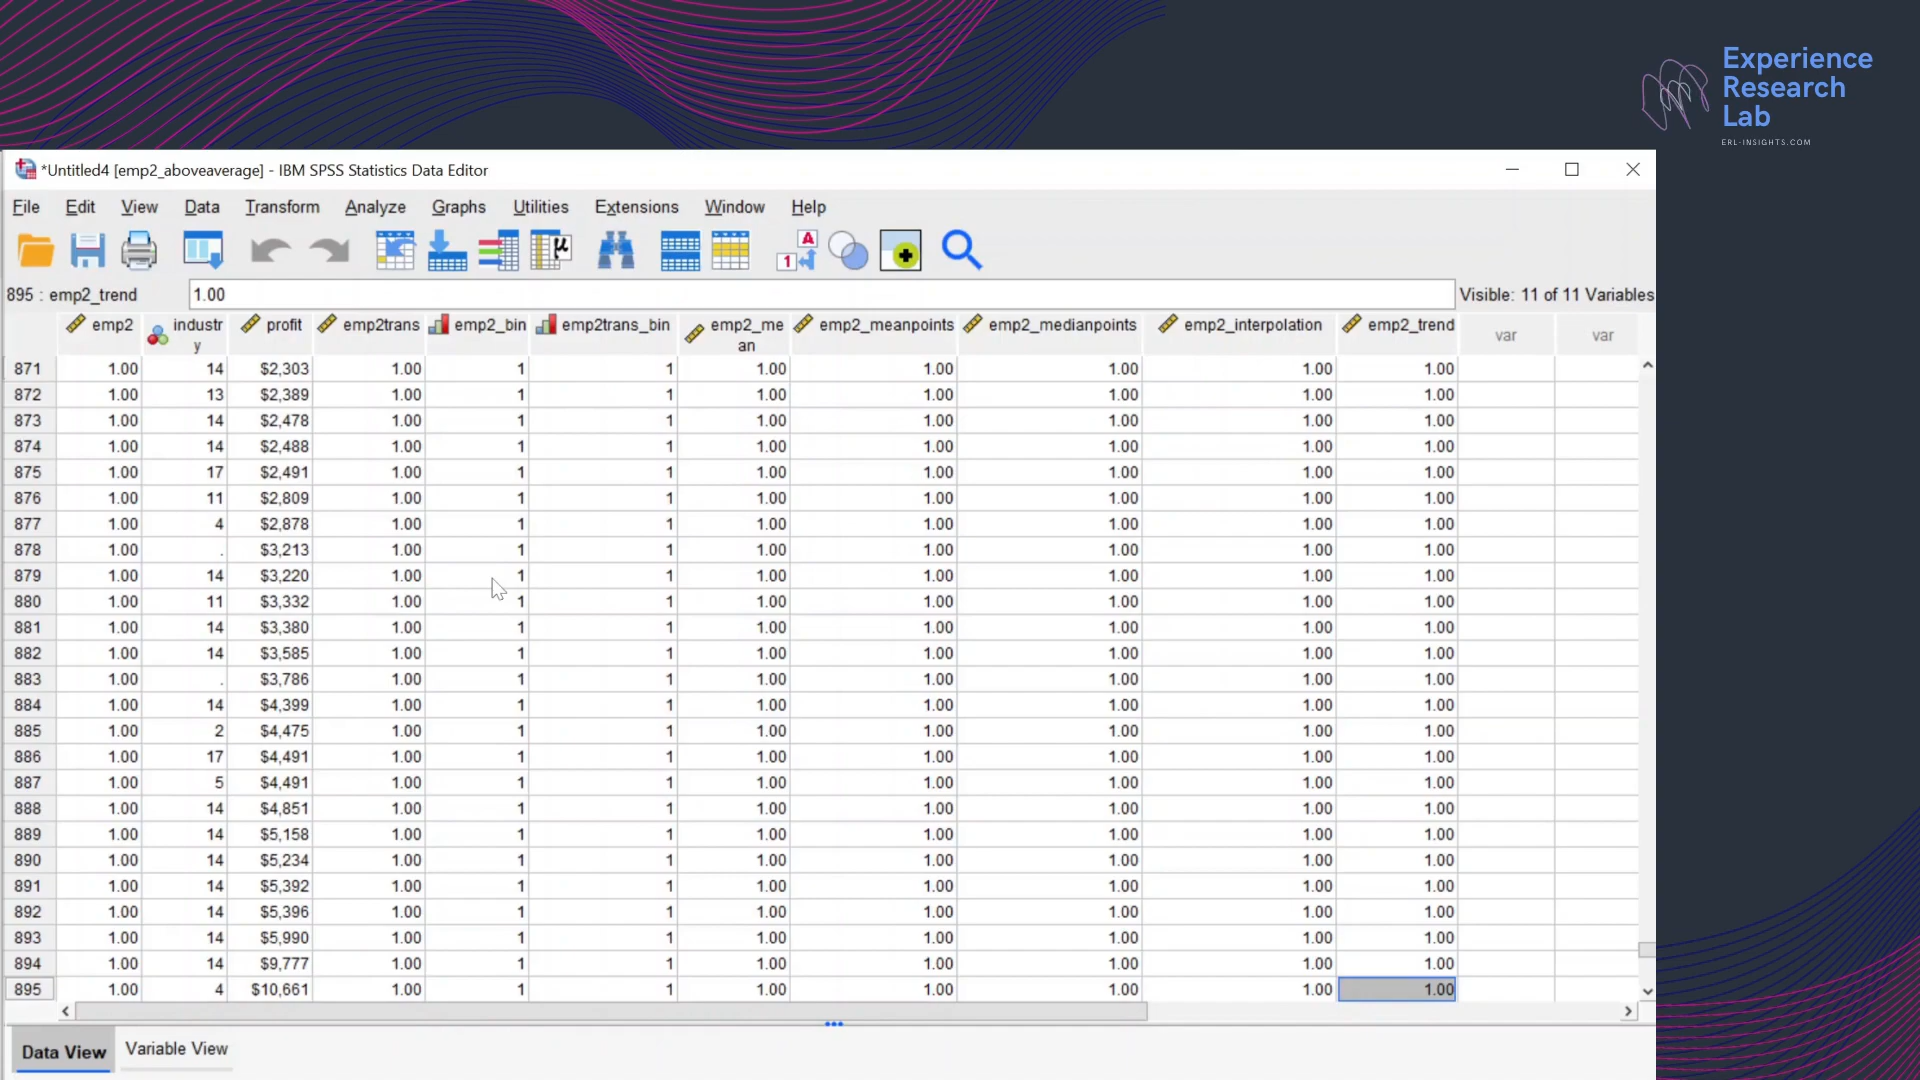 Experience
Research
Lab
ERL-INSIGHTS.COM
*Untitled4 [emp2_aboveaverage] - IBM SPSS Statistics Data Editor
File Edit View Data Transform Analyze Graphs Utilities Extensions Window Help
895 : emp2_trend 1.00 Visible: 11 of 11 Variables
emp2 industr
y profit emp2trans emp2_bin emp2trans_bin emp2_me
an emp2_meanpoints emp2_medianpoints emp2_interpolation emp2_trend var var
871 1.00 14 $2,303 1.00 1 1 1.00 1.00 1.00 1.00 1.00
872 1.00 13 $2,389 1.00 1 1 1.00 1.00 1.00 1.00 1.00
873 1.00 14 $2,478 1.00 1 1 1.00 1.00 1.00 1.00 1.00
874 1.00 14 $2,488 1.00 1 1 1.00 1.00 1.00 1.00 1.00
875 1.00 17 $2,491 1.00 1 1 1.00 1.00 1.00 1.00 1.00
876 1.00 11 $2,809 1.00 1 1 1.00 1.00 1.00 1.00 1.00
877 1.00 4 $2,878 1.00 1 1 1.00 1.00 1.00 1.00 1.00
878 1.00 . $3,213 1.00 1 1 1.00 1.00 1.00 1.00 1.00
879 1.00 14 $3,220 1.00 1 1 1.00 1.00 1.00 1.00 1.00
880 1.00 11 $3,332 1.00 1 1 1.00 1.00 1.00 1.00 1.00
881 1.00 14 $3,380 1.00 1 1 1.00 1.00 1.00 1.00 1.00
882 1.00 14 $3,585 1.00 1 1 1.00 1.00 1.00 1.00 1.00
883 1.00 . $3,786 1.00 1 1 1.00 1.00 1.00 1.00 1.00
884 1.00 14 $4,399 1.00 1 1 1.00 1.00 1.00 1.00 1.00
885 1.00 2 $4,475 1.00 1 1 1.00 1.00 1.00 1.00 1.00
886 1.00 17 $4,491 1.00 1 1 1.00 1.00 1.00 1.00 1.00
887 1.00 5 $4,491 1.00 1 1 1.00 1.00 1.00 1.00 1.00
888 1.00 14 $4,851 1.00 1 1 1.00 1.00 1.00 1.00 1.00
889 1.00 14 $5,158 1.00 1 1 1.00 1.00 1.00 1.00 1.00
890 1.00 14 $5,234 1.00 1 1 1.00 1.00 1.00 1.00 1.00
891 1.00 14 $5,392 1.00 1 1 1.00 1.00 1.00 1.00 1.00
892 1.00 14 $5,396 1.00 1 1 1.00 1.00 1.00 1.00 1.00
893 1.00 14 $5,990 1.00 1 1 1.00 1.00 1.00 1.00 1.00
894 1.00 14 $9,777 1.00 1 1 1.00 1.00 1.00 1.00 1.00
895 1.00 4 $10,661 1.00 1 1 1.00 1.00 1.00 1.00 1.00
Data View Variable View